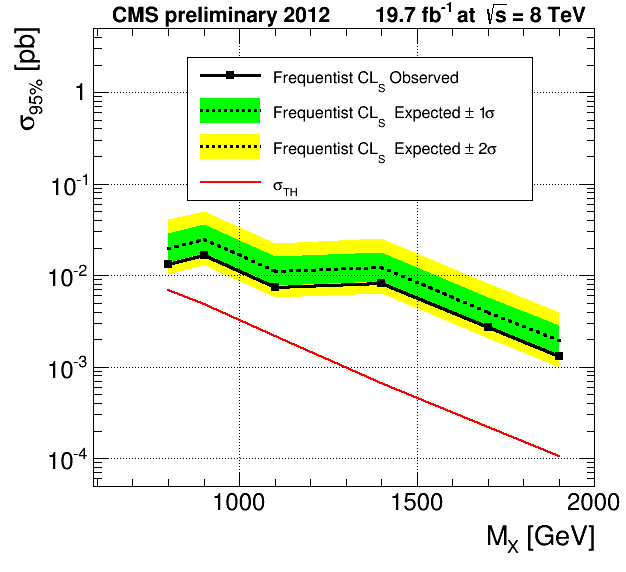 CMS preliminary 2012 19.7 fb⁻¹ at √s = 8 TeV
σ95% [pb]
Frequentist CLS Observed
Frequentist CLS Expected ± 1σ
Frequentist CLS Expected ± 2σ
σTH
1
10⁻¹
10⁻²
10⁻³
10⁻⁴
1000 1500 2000
MX [GeV]